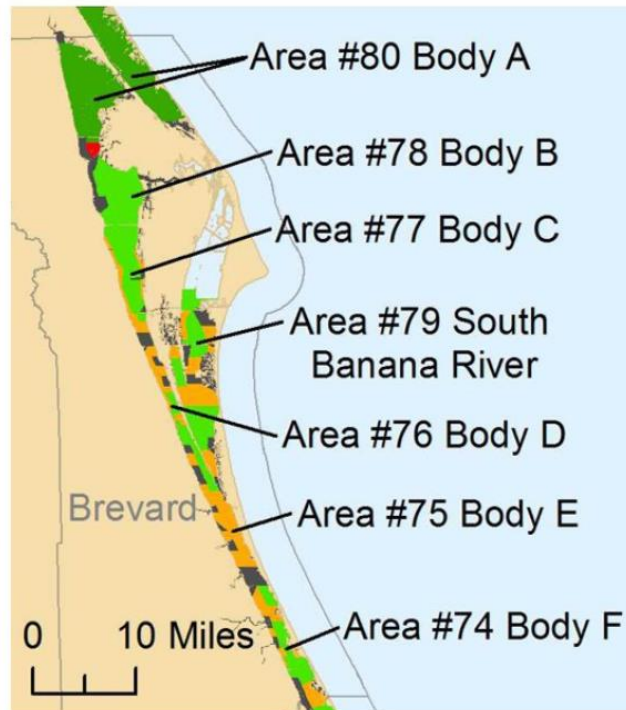 Area #80 Body A
Area #78 Body B
Area #77 Body C
Area #79 South
Banana River
Area #76 Body D
Brevard
Area #75 Body E
0 10 Miles
Area #74 Body F